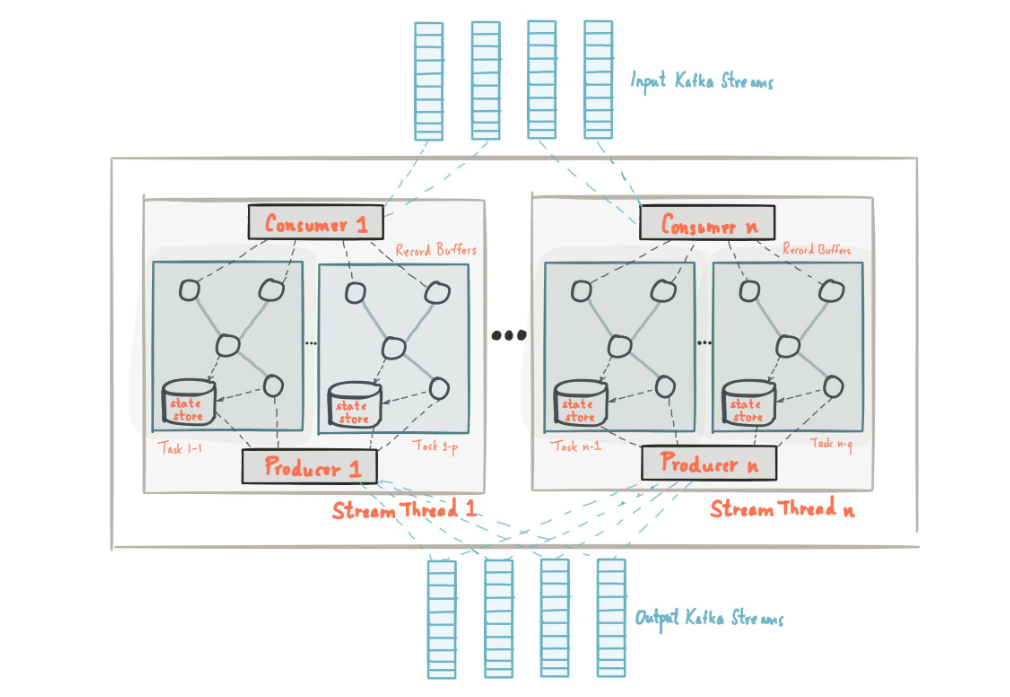 Input Kafka Streams
Consumer 1
Consumer n
Record Buffers
Record Buffers
...
...
...
state
store
state
store
state
store
state
store
Task 1-1
Task 1-p
Task n-1
Task n-q
Producer 1
Producer n
Stream Thread 1
Stream Thread n
Output Kafka Streams